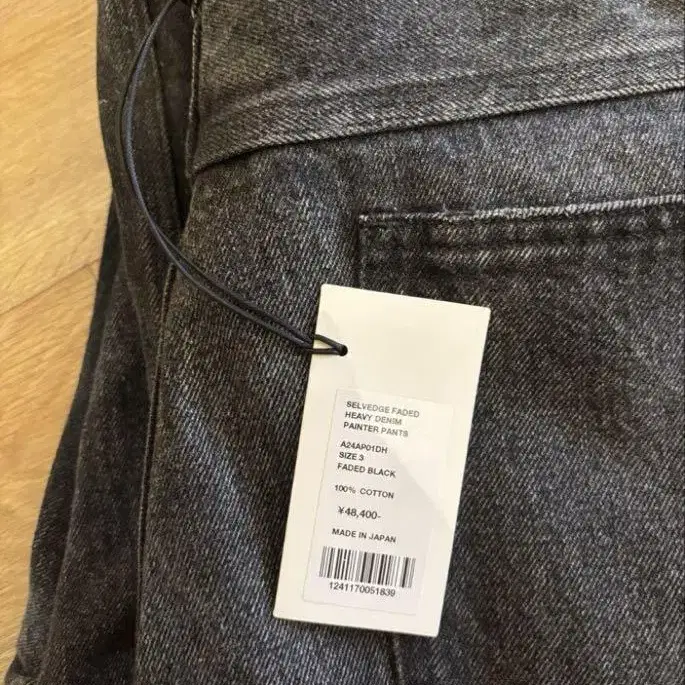 SELVEDGE FADED
HEAVY DENIM
PAINTER PANTS
A24AP01DH
SIZE 3
FADED BLACK
100% COTTON
¥48,400-
MADE IN JAPAN
1241170051839